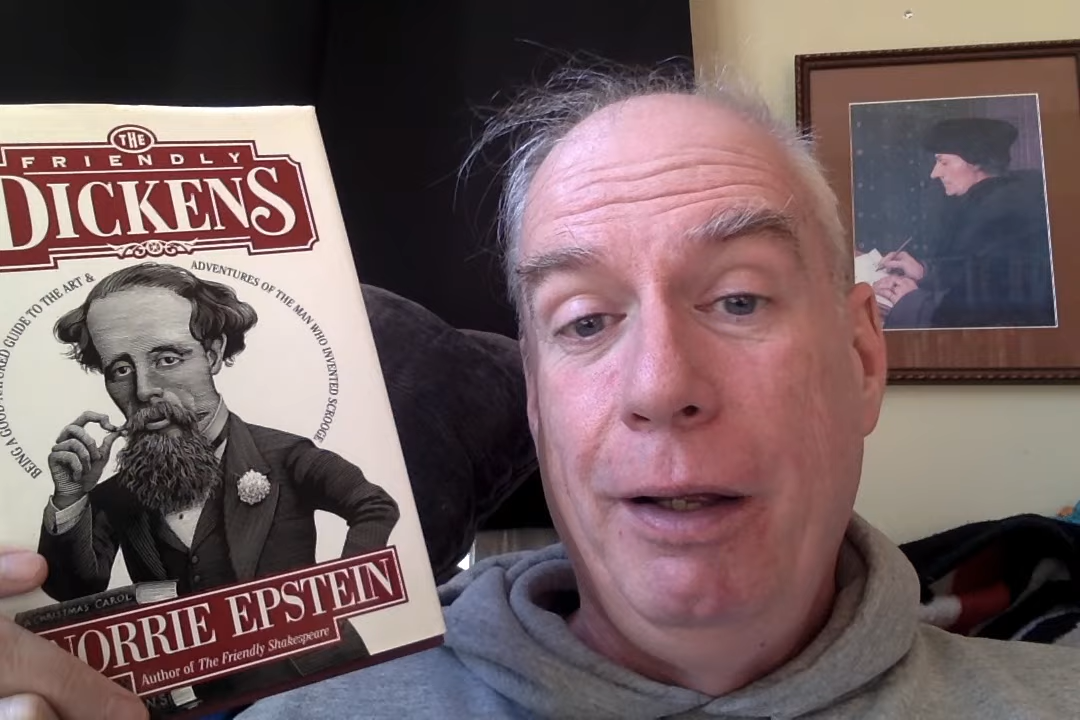 THE
FRIENDLY
DICKENS
BEING A GOOD-NATURED GUIDE TO THE ART &
ADVENTURES OF THE MAN WHO INVENTED SCROOGE
A CHRISTMAS CAROL
NORRIE EPSTEIN
Author of The Friendly Shakespeare